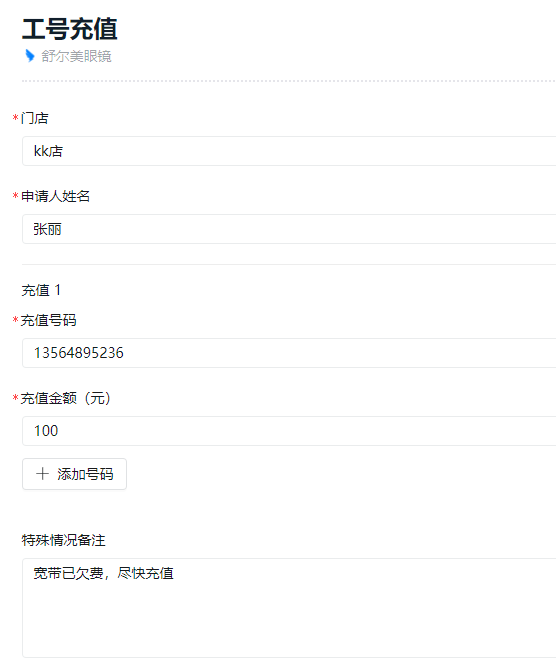 工号充值
舒尔美眼镜
*门店
kk店
*申请人姓名
张丽
充值 1
*充值号码
13564895236
*充值金额（元）
100
添加号码
特殊情况备注
宽带已欠费，尽快充值